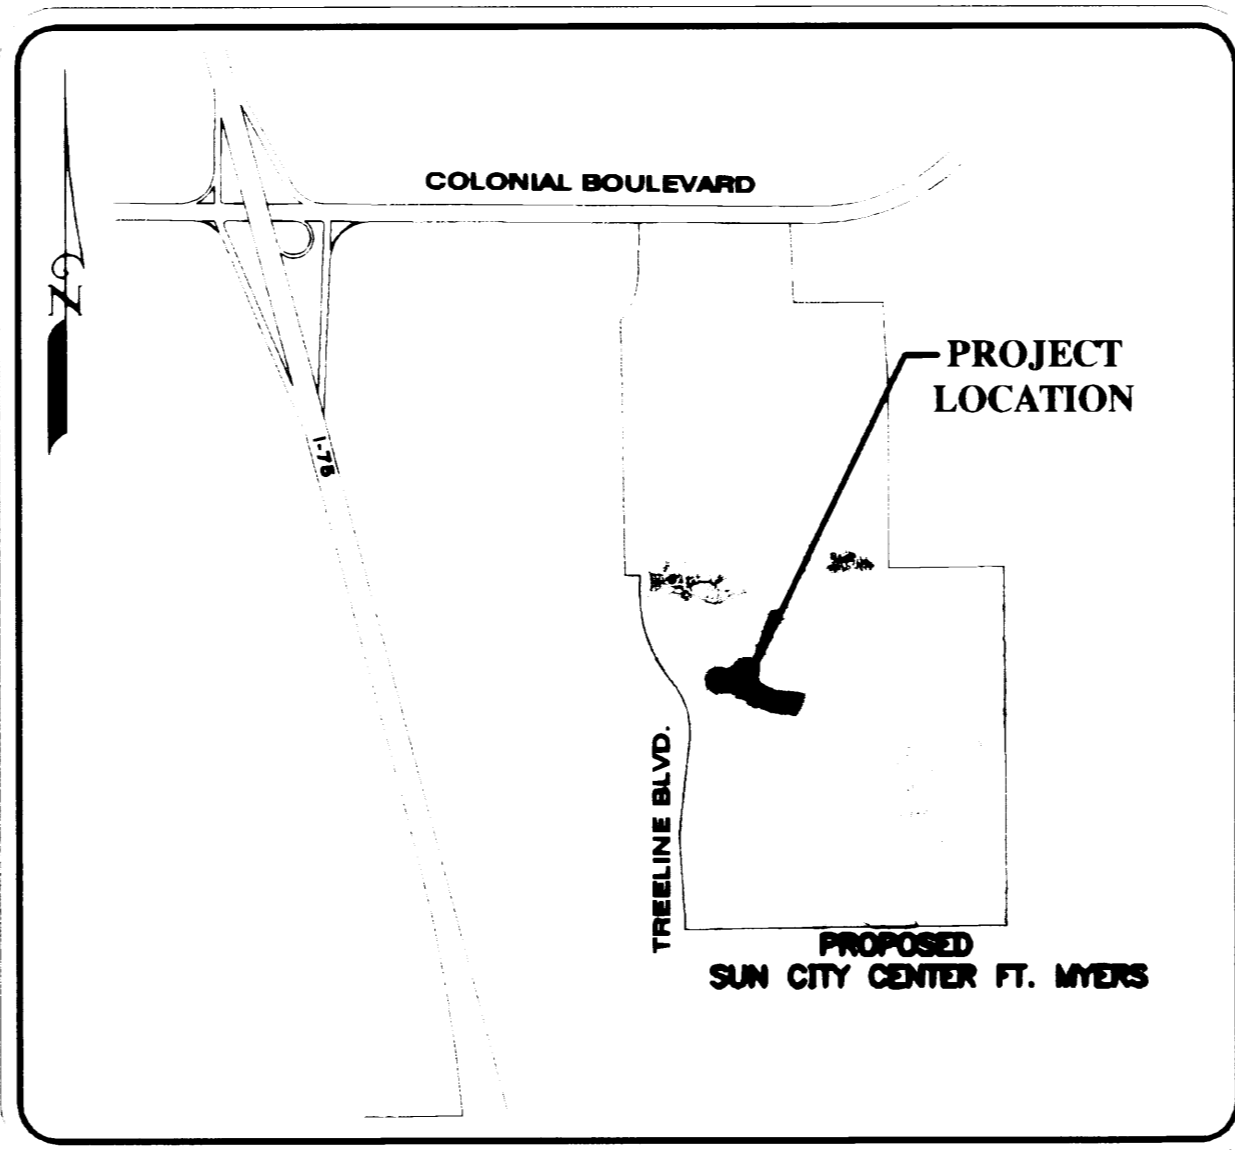 COLONIAL BOULEVARD
N
PROJECT
LOCATION
I-75
TREELINE BLVD.
PROPOSED
SUN CITY CENTER FT. MYERS